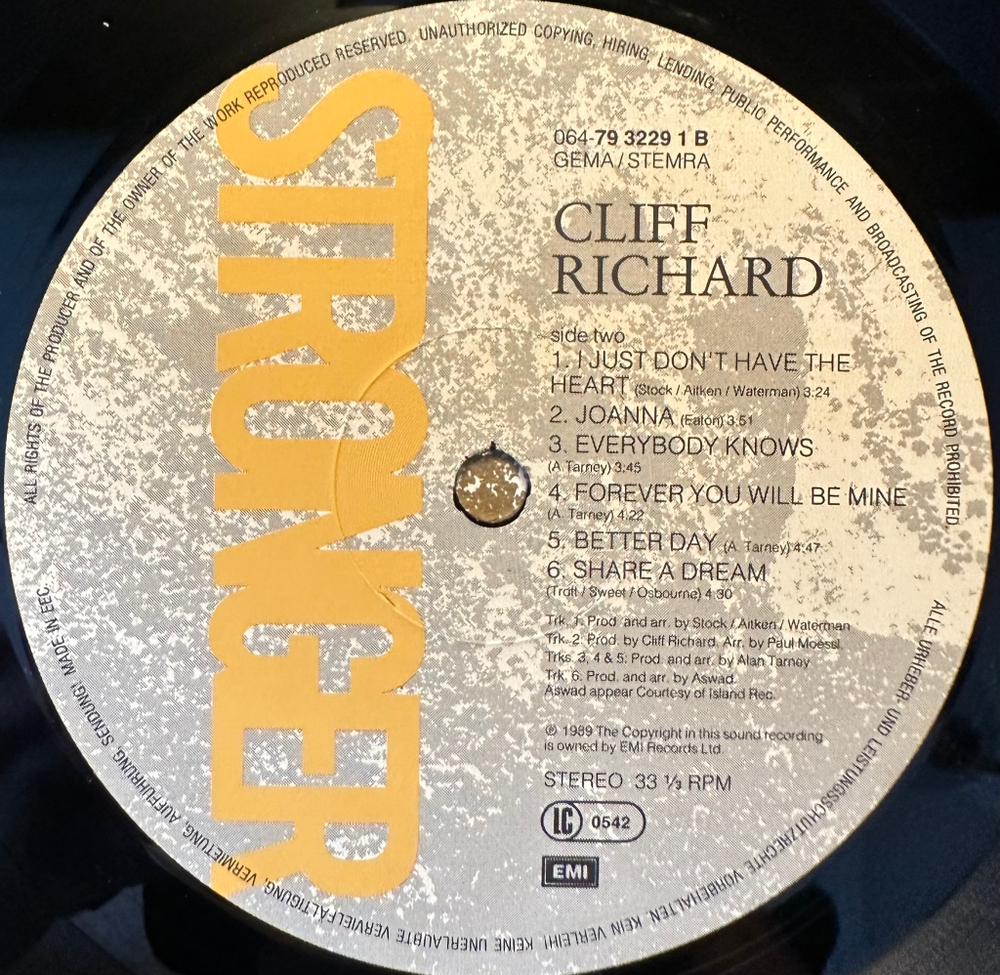 ALL RIGHTS OF THE PRODUCER AND OF THE OWNER OF THE WORK REPRODUCED RESERVED. UNAUTHORIZED COPYING, HIRING, LENDING, PUBLIC PERFORMANCE AND BROADCASTING OF THE RECORD PROHIBITED.
STRONGER
064-79 3229 1 B
GEMA/STEMRA
CLIFF
RICHARD
side two
1. I JUST DON'T HAVE THE
HEART (Stock / Aitken / Waterman) 3:24
2. JOANNA (Eaton) 3:51
3. EVERYBODY KNOWS
(A. Tarney) 3:45
4. FOREVER YOU WILL BE MINE
(A. Tarney) 4:22
5. BETTER DAY (A. Tarney) 4:47
6. SHARE A DREAM
(Trott / Sweet / Osbourne) 4:30
Trk. 1: Prod. and arr. by Stock / Aitken / Waterman
Trk. 2: Prod. by Cliff Richard. Arr. by Paul Moessl.
Trks. 3, 4 & 5: Prod. and arr. by Alan Tarney
Trk. 6: Prod. and arr. by Aswad.
Aswad appear Courtesy of Island Rec.
℗ 1989 The Copyright in this sound recording
is owned by EMI Records Ltd.
STEREO 33 ⅓ RPM
LC 0542
EMI
ALLE URHEBER- UND LEISTUNGSSCHUTZRECHTE VORBEHALTEN. KEIN VERLEIH! KEINE UNERLAUBTE VERVIELFÄLTIGUNG, VERMIETUNG, AUFFÜHRUNG, SENDUNG! MADE IN EEC.